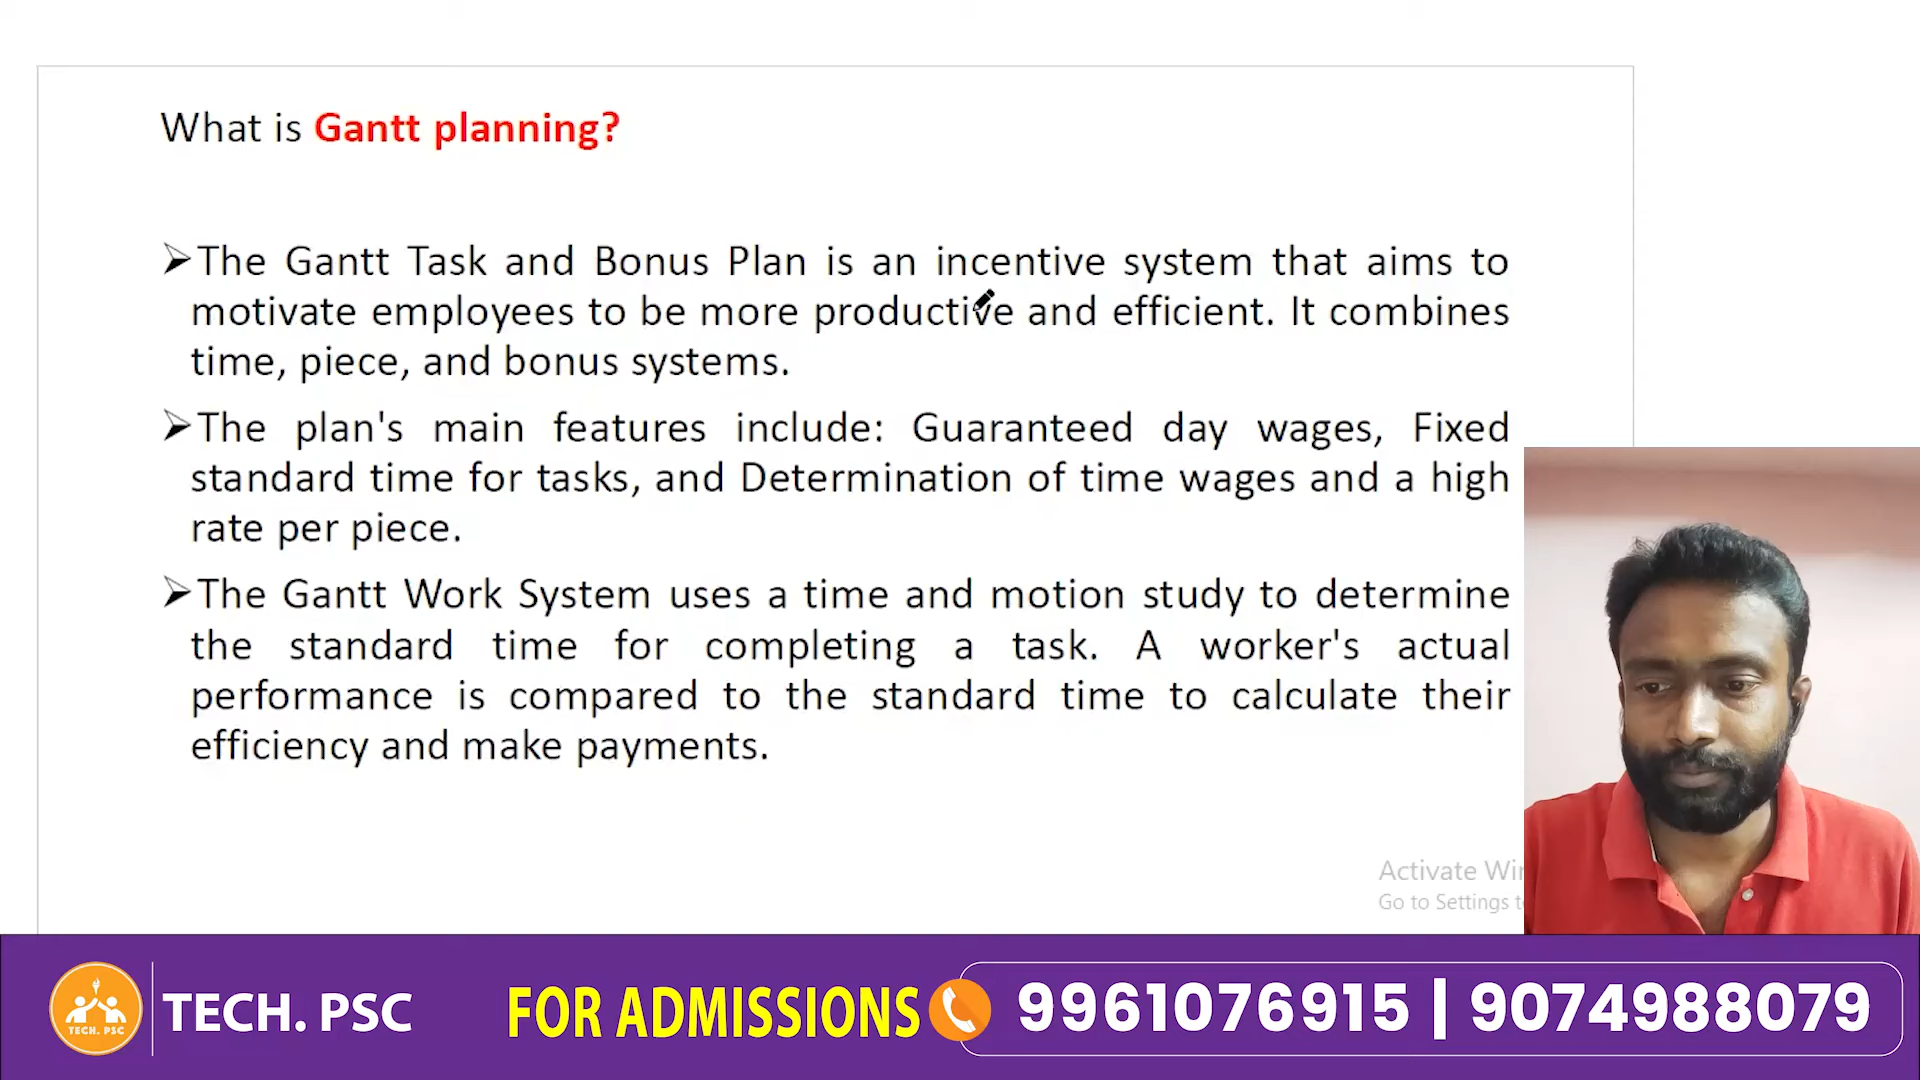 What is Gantt planning?
The Gantt Task and Bonus Plan is an incentive system that aims to
motivate employees to be more productive and efficient. It combines
time, piece, and bonus systems.
The plan's main features include: Guaranteed day wages, Fixed
standard time for tasks, and Determination of time wages and a high
rate per piece.
The Gantt Work System uses a time and motion study to determine
the standard time for completing a task. A worker's actual
performance is compared to the standard time to calculate their
efficiency and make payments.
Activate
Go to Settings
TECH. PSC
TECH. PSC
FOR ADMISSIONS
9961076915 | 9074988079